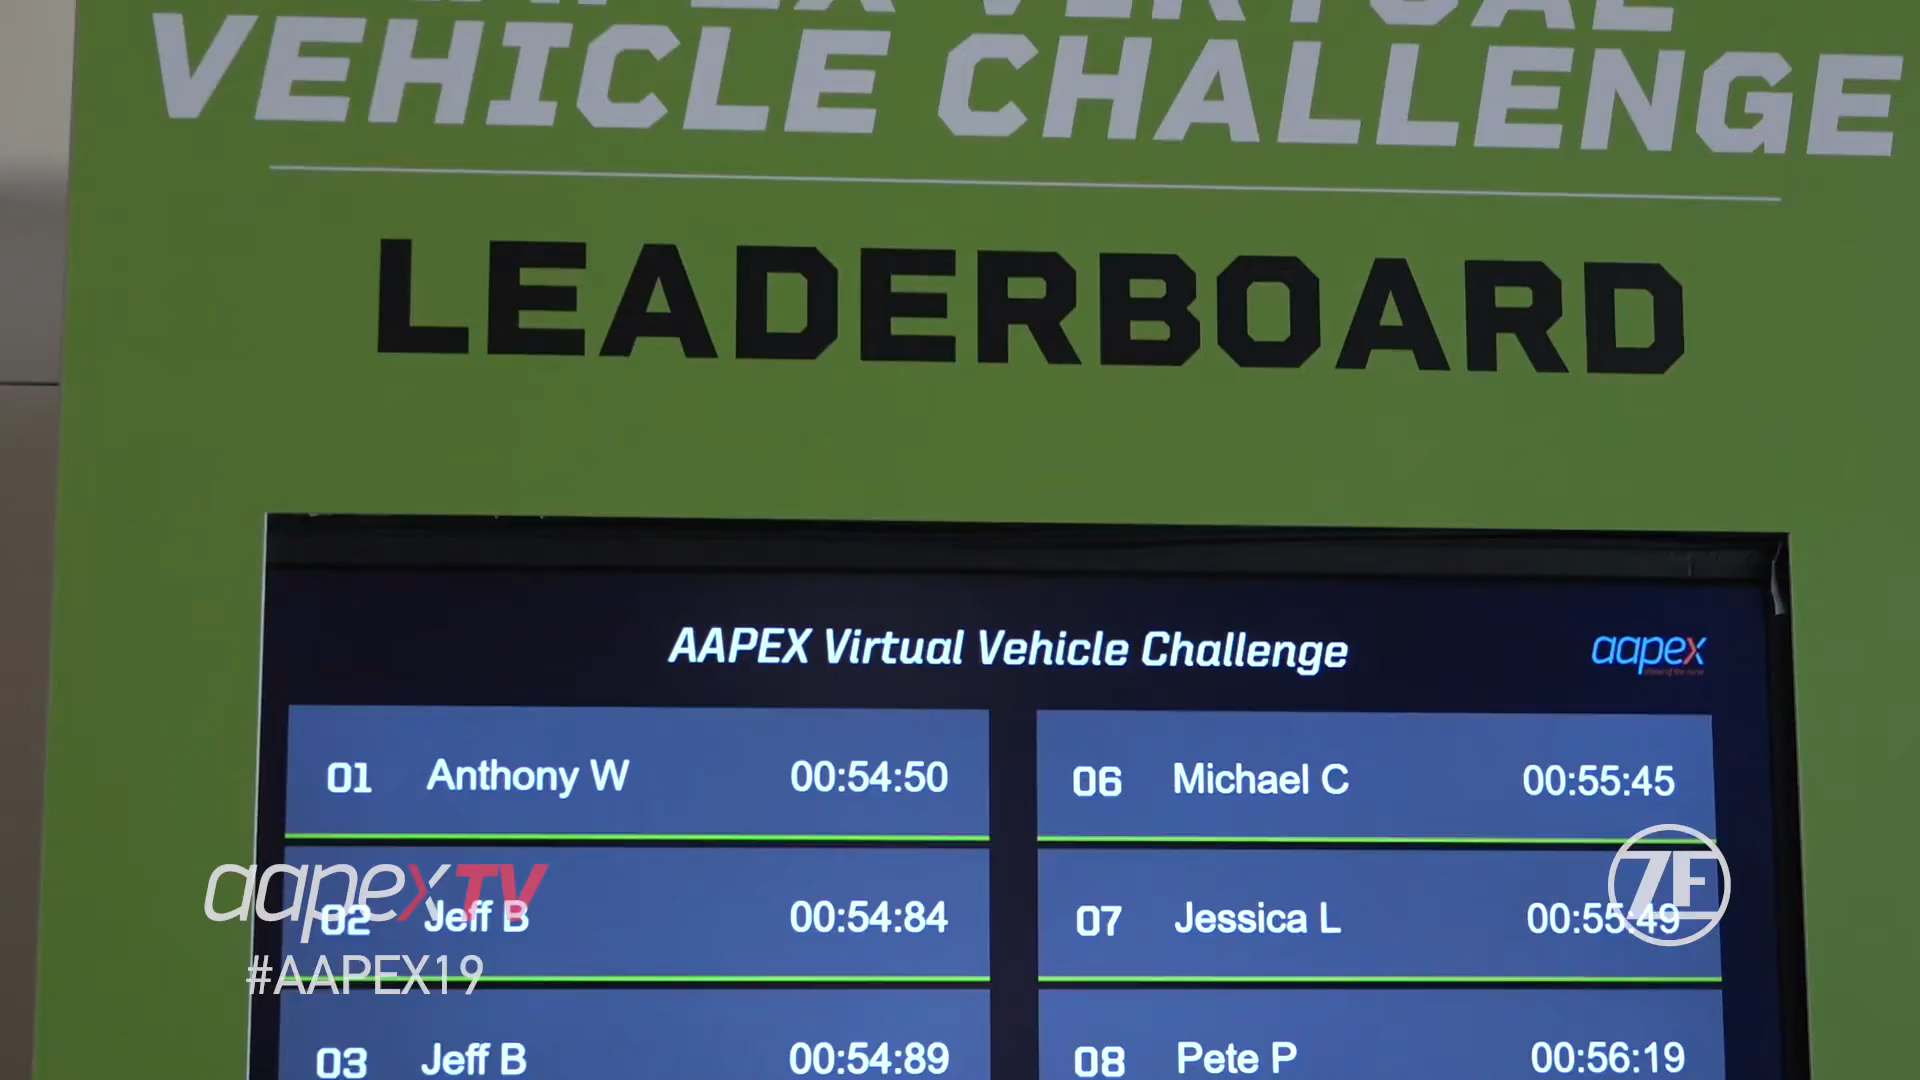 AAPEX VIRTUAL
VEHICLE CHALLENGE
LEADERBOARD
AAPEX Virtual Vehicle Challenge
aapex
01 Anthony W 00:54:50
06 Michael C 00:55:45
02 Jeff B 00:54:84
07 Jessica L 00:55:49
03 Jeff B 00:54:89
08 Pete P 00:56:19
aapexTV
#AAPEX19
ZF